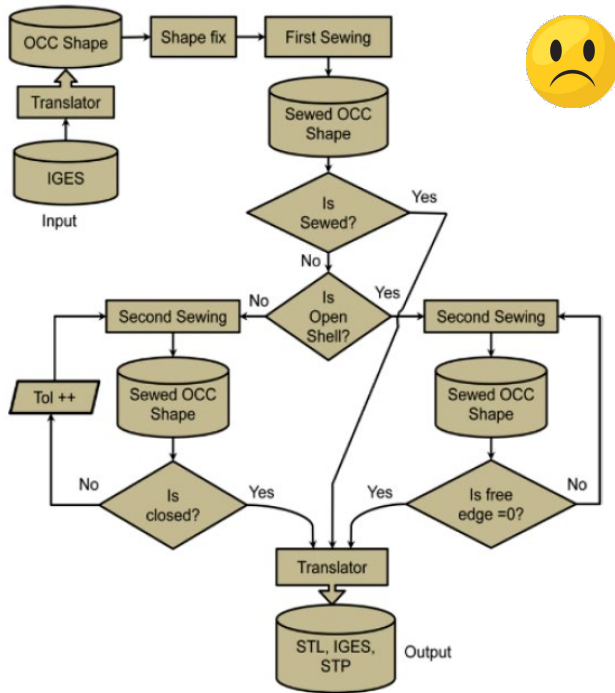 OCC Shape
Shape fix
First Sewing
Translator
Sewed OCC
Shape
IGES
Input
Is
Sewed?
Yes
No
Is
Open
Shell?
No
Yes
Second Sewing
Second Sewing
Tol ++
Sewed OCC
Shape
Sewed OCC
Shape
No
Is
closed?
Yes
Yes
Is free
edge =0?
No
Translator
STL, IGES,
STP
Output